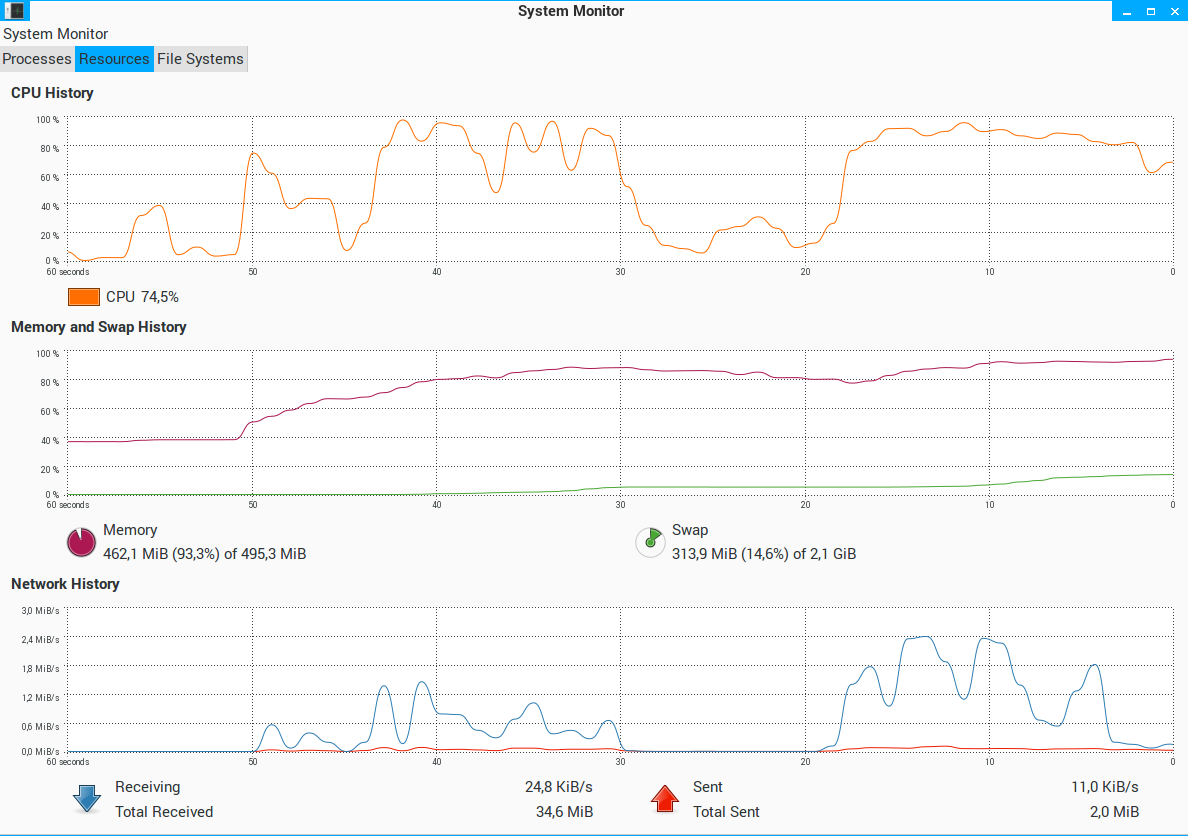 System Monitor
System Monitor
Processes Resources File Systems
CPU History
100 %
80 %
60 %
40 %
20 %
0 %
60 seconds 50 40 30 20 10 0
CPU 74,5%
Memory and Swap History
100 %
80 %
60 %
40 %
20 %
0 %
60 seconds 50 40 30 20 10 0
Memory Swap
462,1 MiB (93,3%) of 495,3 MiB 313,9 MiB (14,6%) of 2,1 GiB
Network History
3,0 MiB/s
2,4 MiB/s
1,8 MiB/s
1,2 MiB/s
0,6 MiB/s
0,0 MiB/s
60 seconds 50 40 30 20 10 0
Receiving 24,8 KiB/s Sent 11,0 KiB/s
Total Received 34,6 MiB Total Sent 2,0 MiB